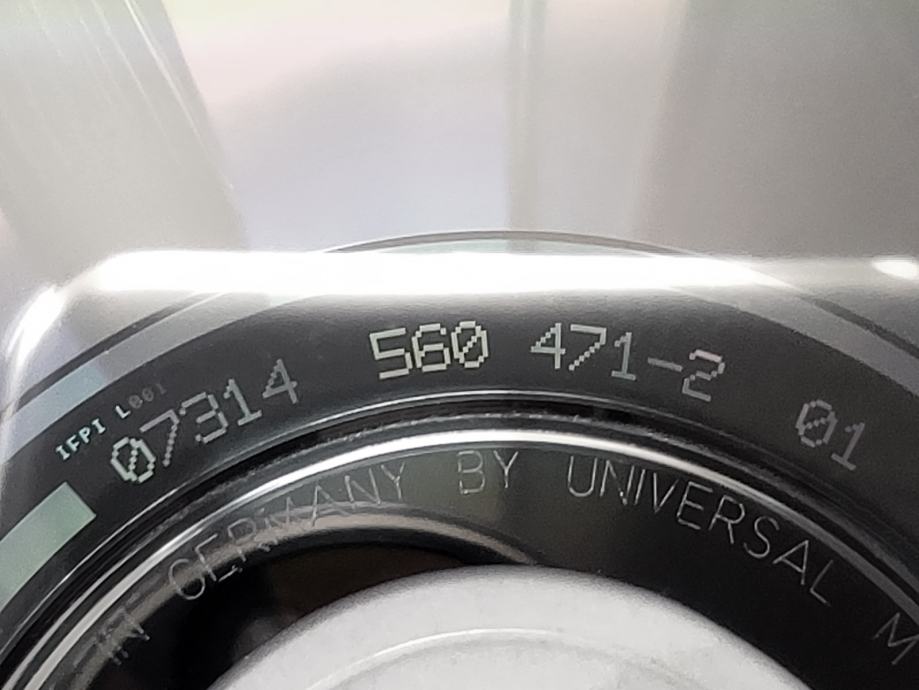 IFPI L001
07314 560 471-2 01
IN GERMANY BY UNIVERSAL M